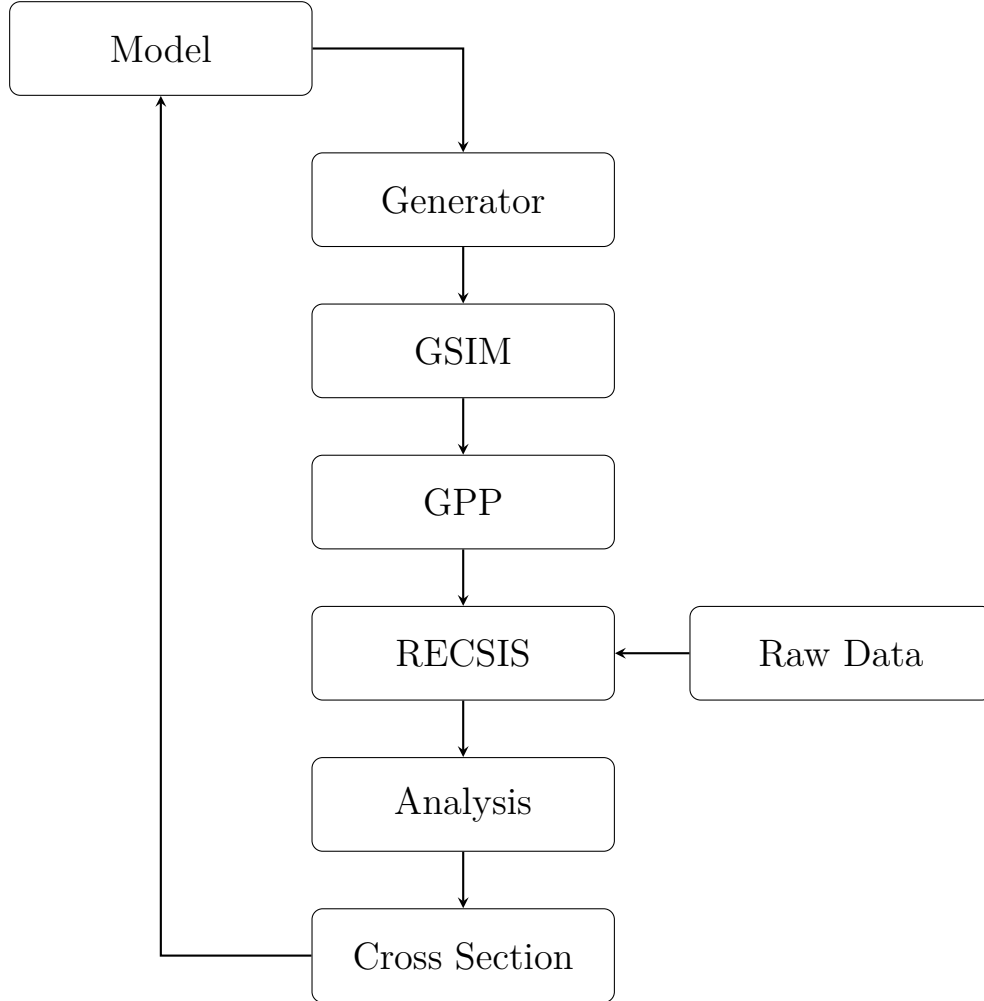 Model
Generator
GSIM
GPP
RECSIS
Raw Data
Analysis
Cross Section